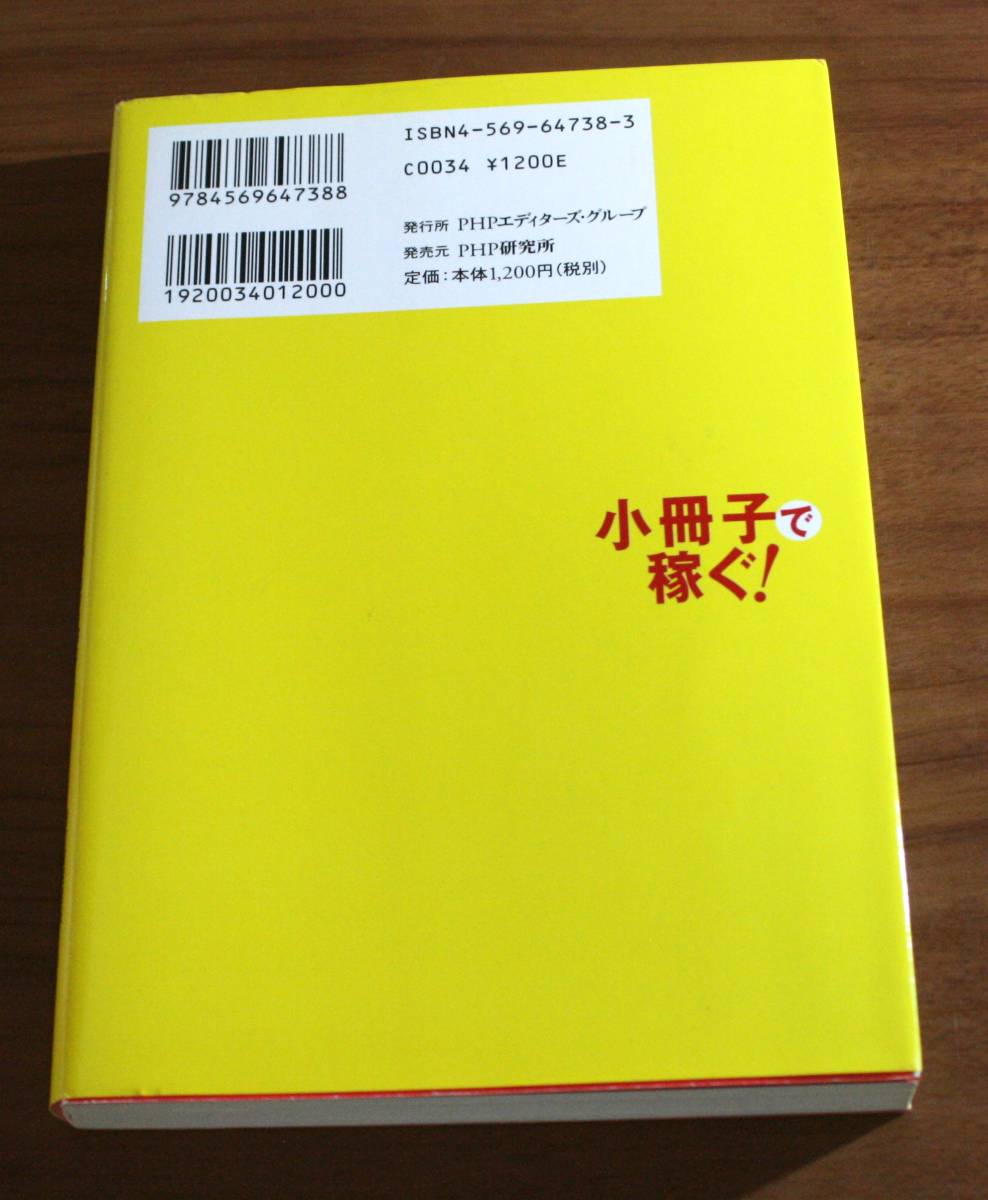 ISBN4-569-64738-3
C0034 ¥1200E
9784569647388
1920034012000
発行所 PHPエディターズ・グループ
発売元 PHP研究所
定価:本体1,200円(税別)
小冊子で
稼ぐ!